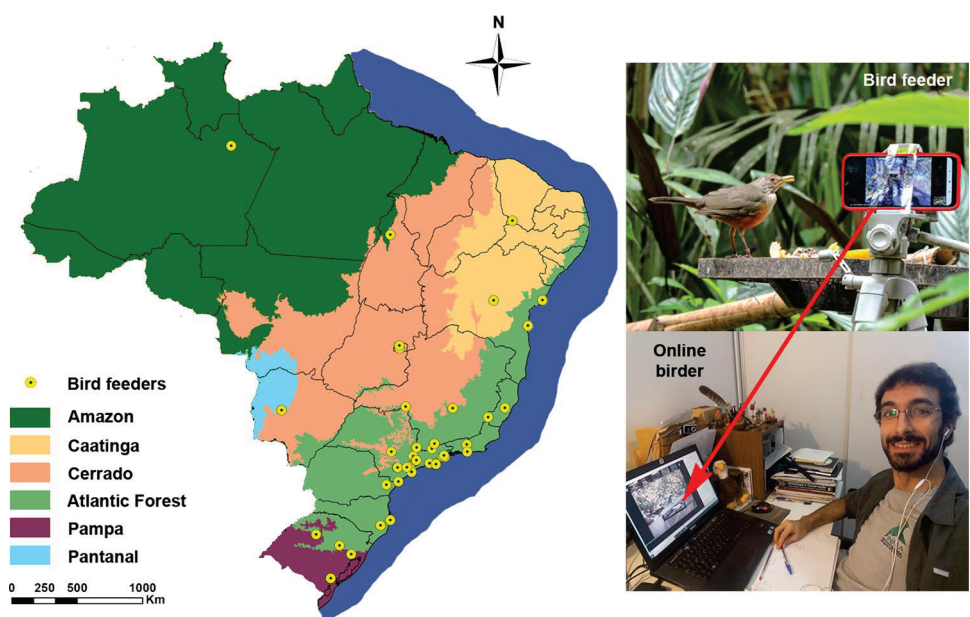 N
Bird feeders
Amazon
Caatinga
Cerrado
Atlantic Forest
Pampa
Pantanal
0 250 500 1000
Km
Bird feeder
Online
birder